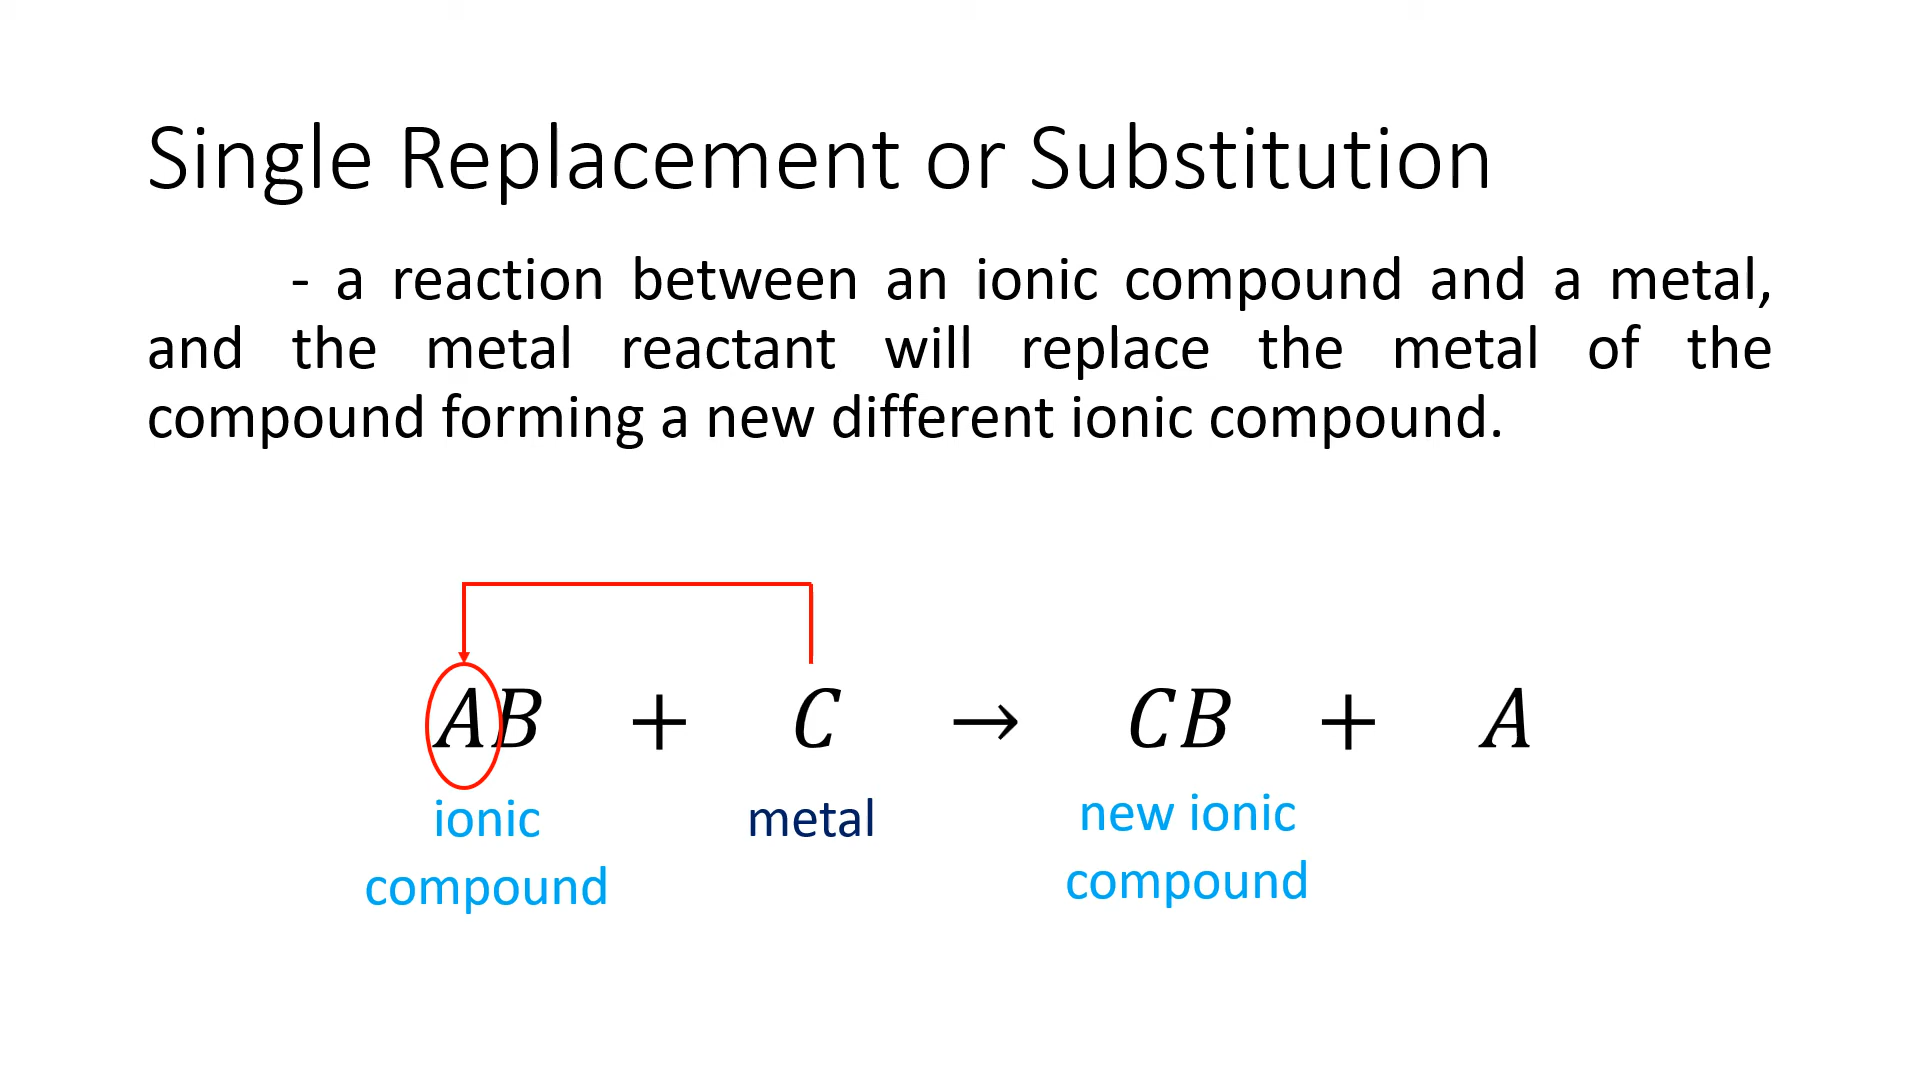 Single Replacement or Substitution
- a reaction between an ionic compound and a metal,
and the metal reactant will replace the metal of the
compound forming a new different ionic compound.
AB + C → CB + A
ionic compound
metal
new ionic compound